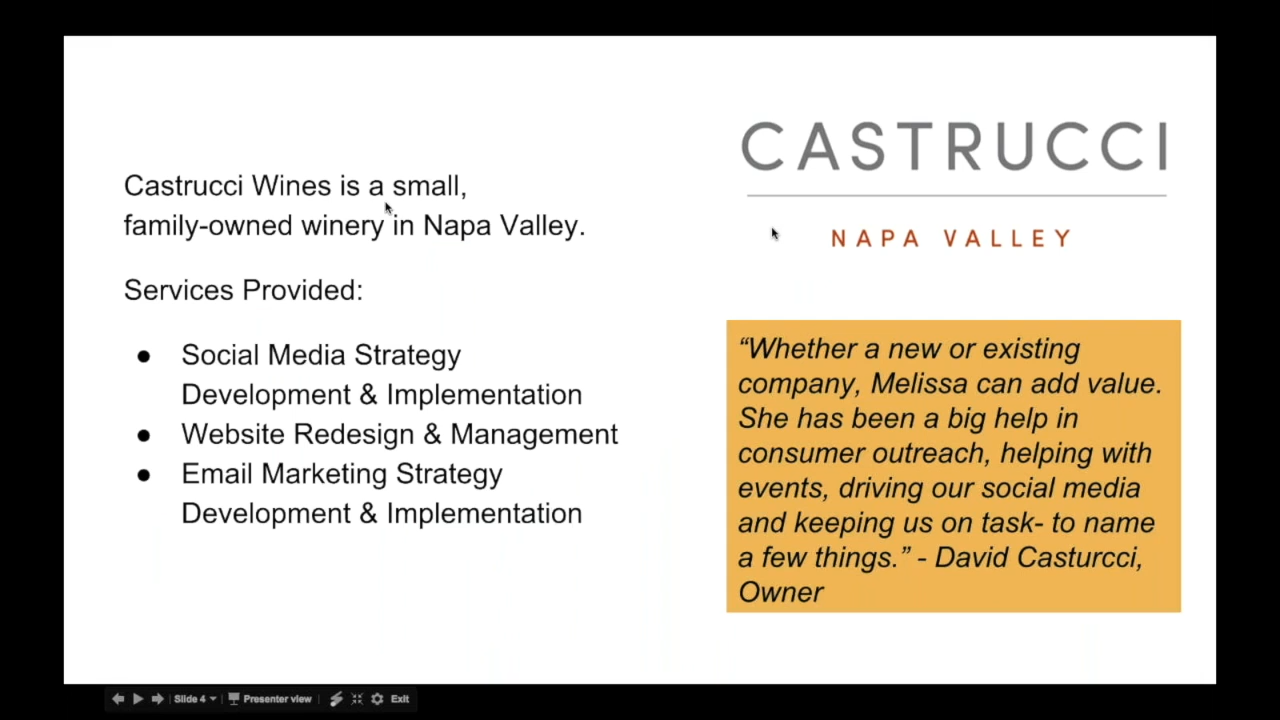 Castrucci Wines is a small,
family-owned winery in Napa Valley.
Services Provided:
● Social Media Strategy
Development & Implementation
● Website Redesign & Management
● Email Marketing Strategy
Development & Implementation
CASTRUCCI
NAPA VALLEY
“Whether a new or existing
company, Melissa can add value.
She has been a big help in
consumer outreach, helping with
events, driving our social media
and keeping us on task- to name
a few things.” - David Casturcci,
Owner
Slide 4 Presenter view Exit